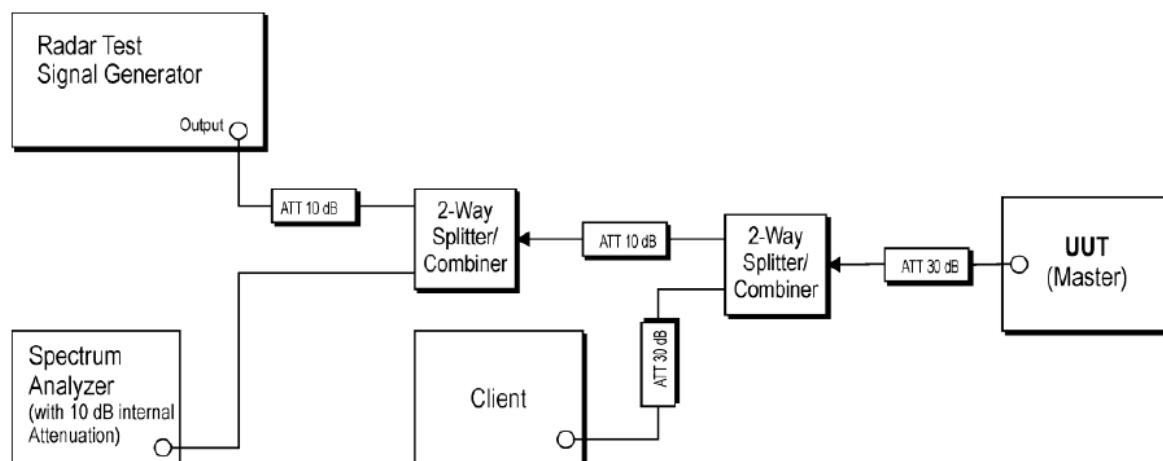 Radar Test
Signal Generator
Output
ATT 10 dB
2-Way
Splitter/
Combiner
ATT 10 dB
2-Way
Splitter/
Combiner
ATT 30 dB
UUT
(Master)
Spectrum
Analyzer
(with 10 dB internal
Attenuation)
Client
ATT 30 dB